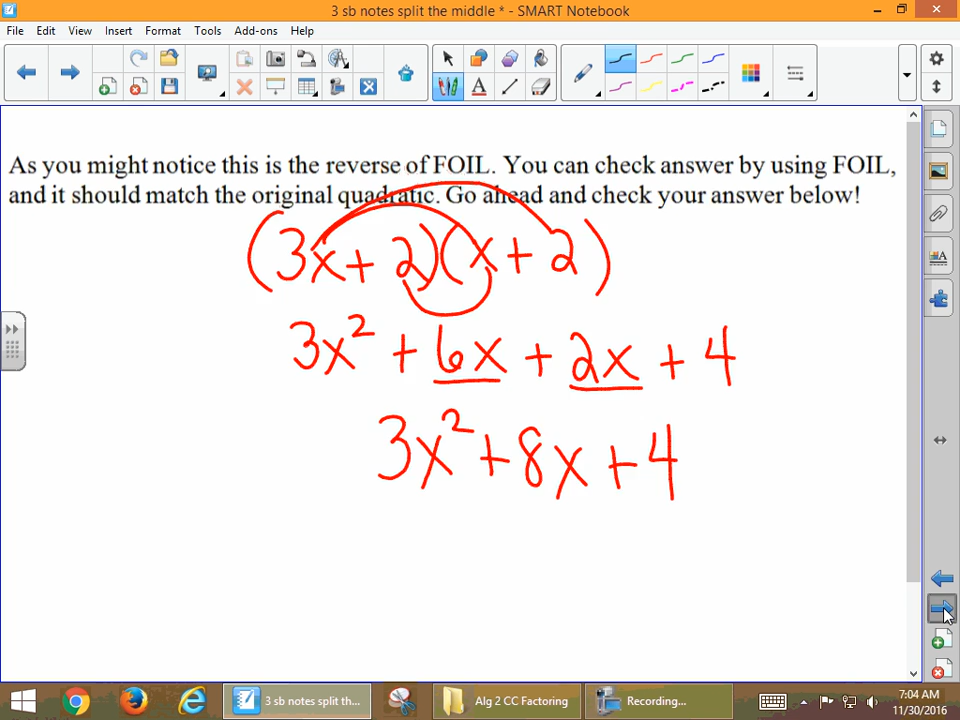 3 sb notes split the middle * - SMART Notebook
File Edit View Insert Format Tools Add-ons Help
As you might notice this is the reverse of FOIL. You can check answer by using FOIL,
and it should match the original quadratic. Go ahead and check your answer below!
(3x + 2)(x + 2)
3x² + 6x + 2x + 4
3x² + 8x + 4
3 sb notes split th... Alg 2 CC Factoring Recording... 7:04 AM
11/30/2016